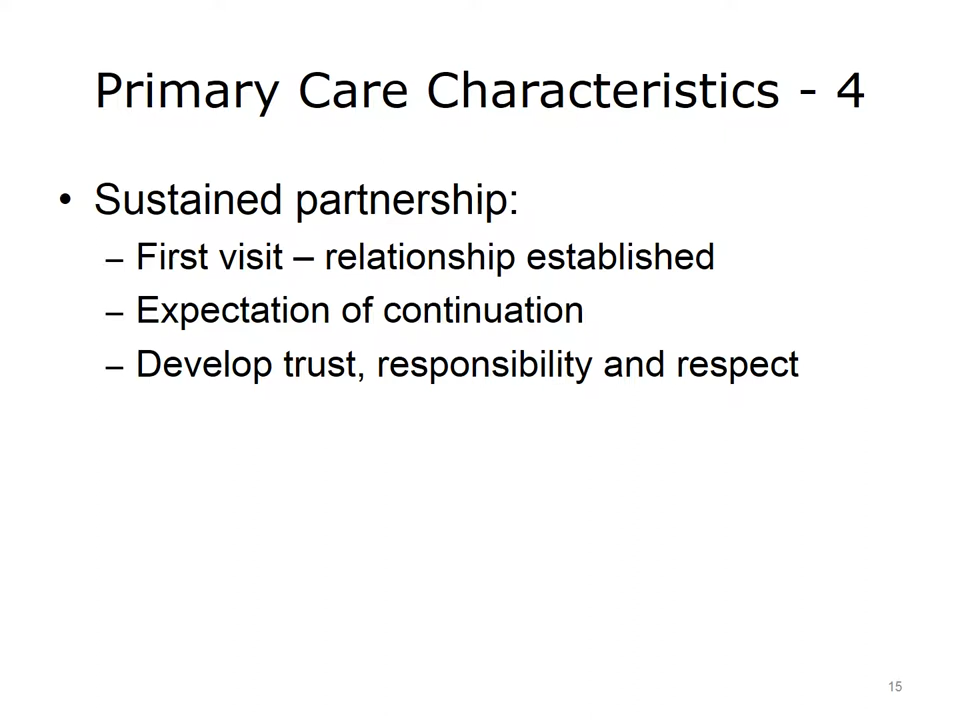 Primary Care Characteristics - 4
• Sustained partnership:
– First visit – relationship established
– Expectation of continuation
– Develop trust, responsibility and respect
15